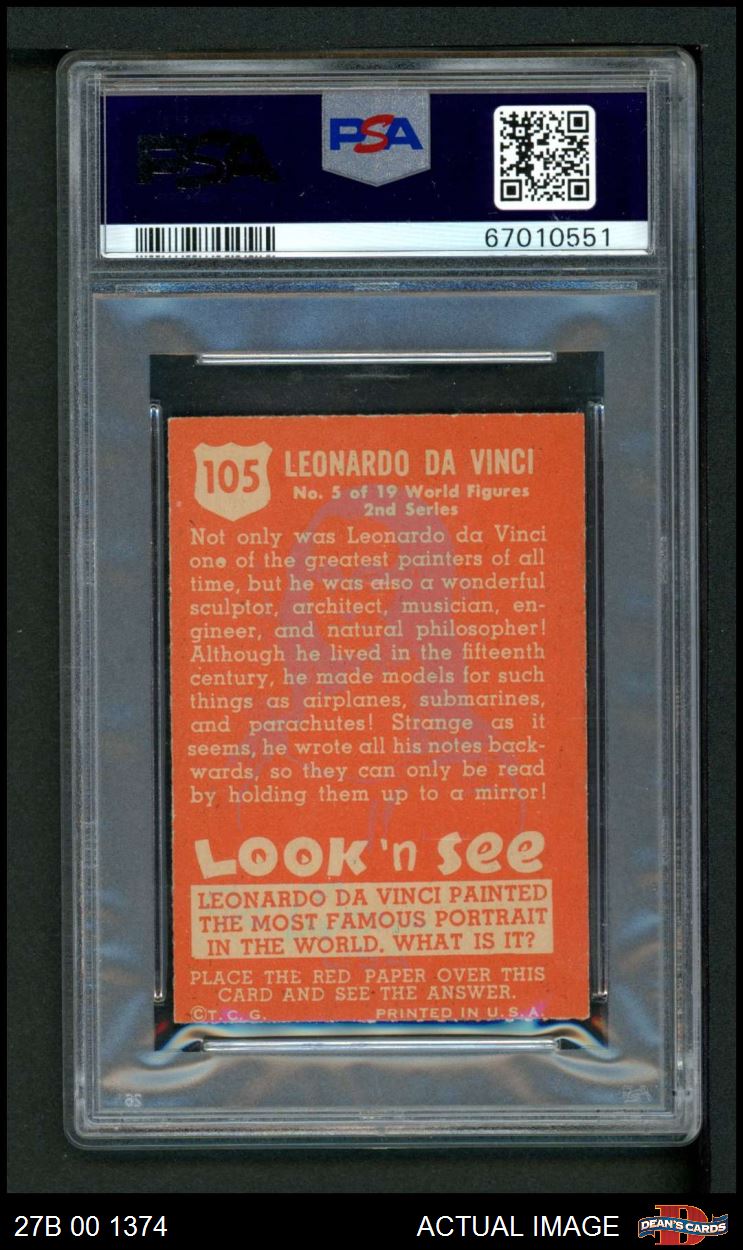 PSA
PSA
67010551
105
LEONARDO DA VINCI
No. 5 of 19 World Figures
2nd Series
Not only was Leonardo da Vinci
one of the greatest painters of all
time, but he was also a wonderful
sculptor, architect, musician, en-
gineer, and natural philosopher!
Although he lived in the fifteenth
century, he made models for such
things as airplanes, submarines,
and parachutes! Strange as it
seems, he wrote all his notes back-
wards, so they can only be read
by holding them up to a mirror!
LOOK 'n See
LEONARDO DA VINCI PAINTED
THE MOST FAMOUS PORTRAIT
IN THE WORLD. WHAT IS IT?
PLACE THE RED PAPER OVER THIS
CARD AND SEE THE ANSWER.
©T. C. G. PRINTED IN U. S. A.
27B 00 1374 ACTUAL IMAGE DEAN'S CARDS